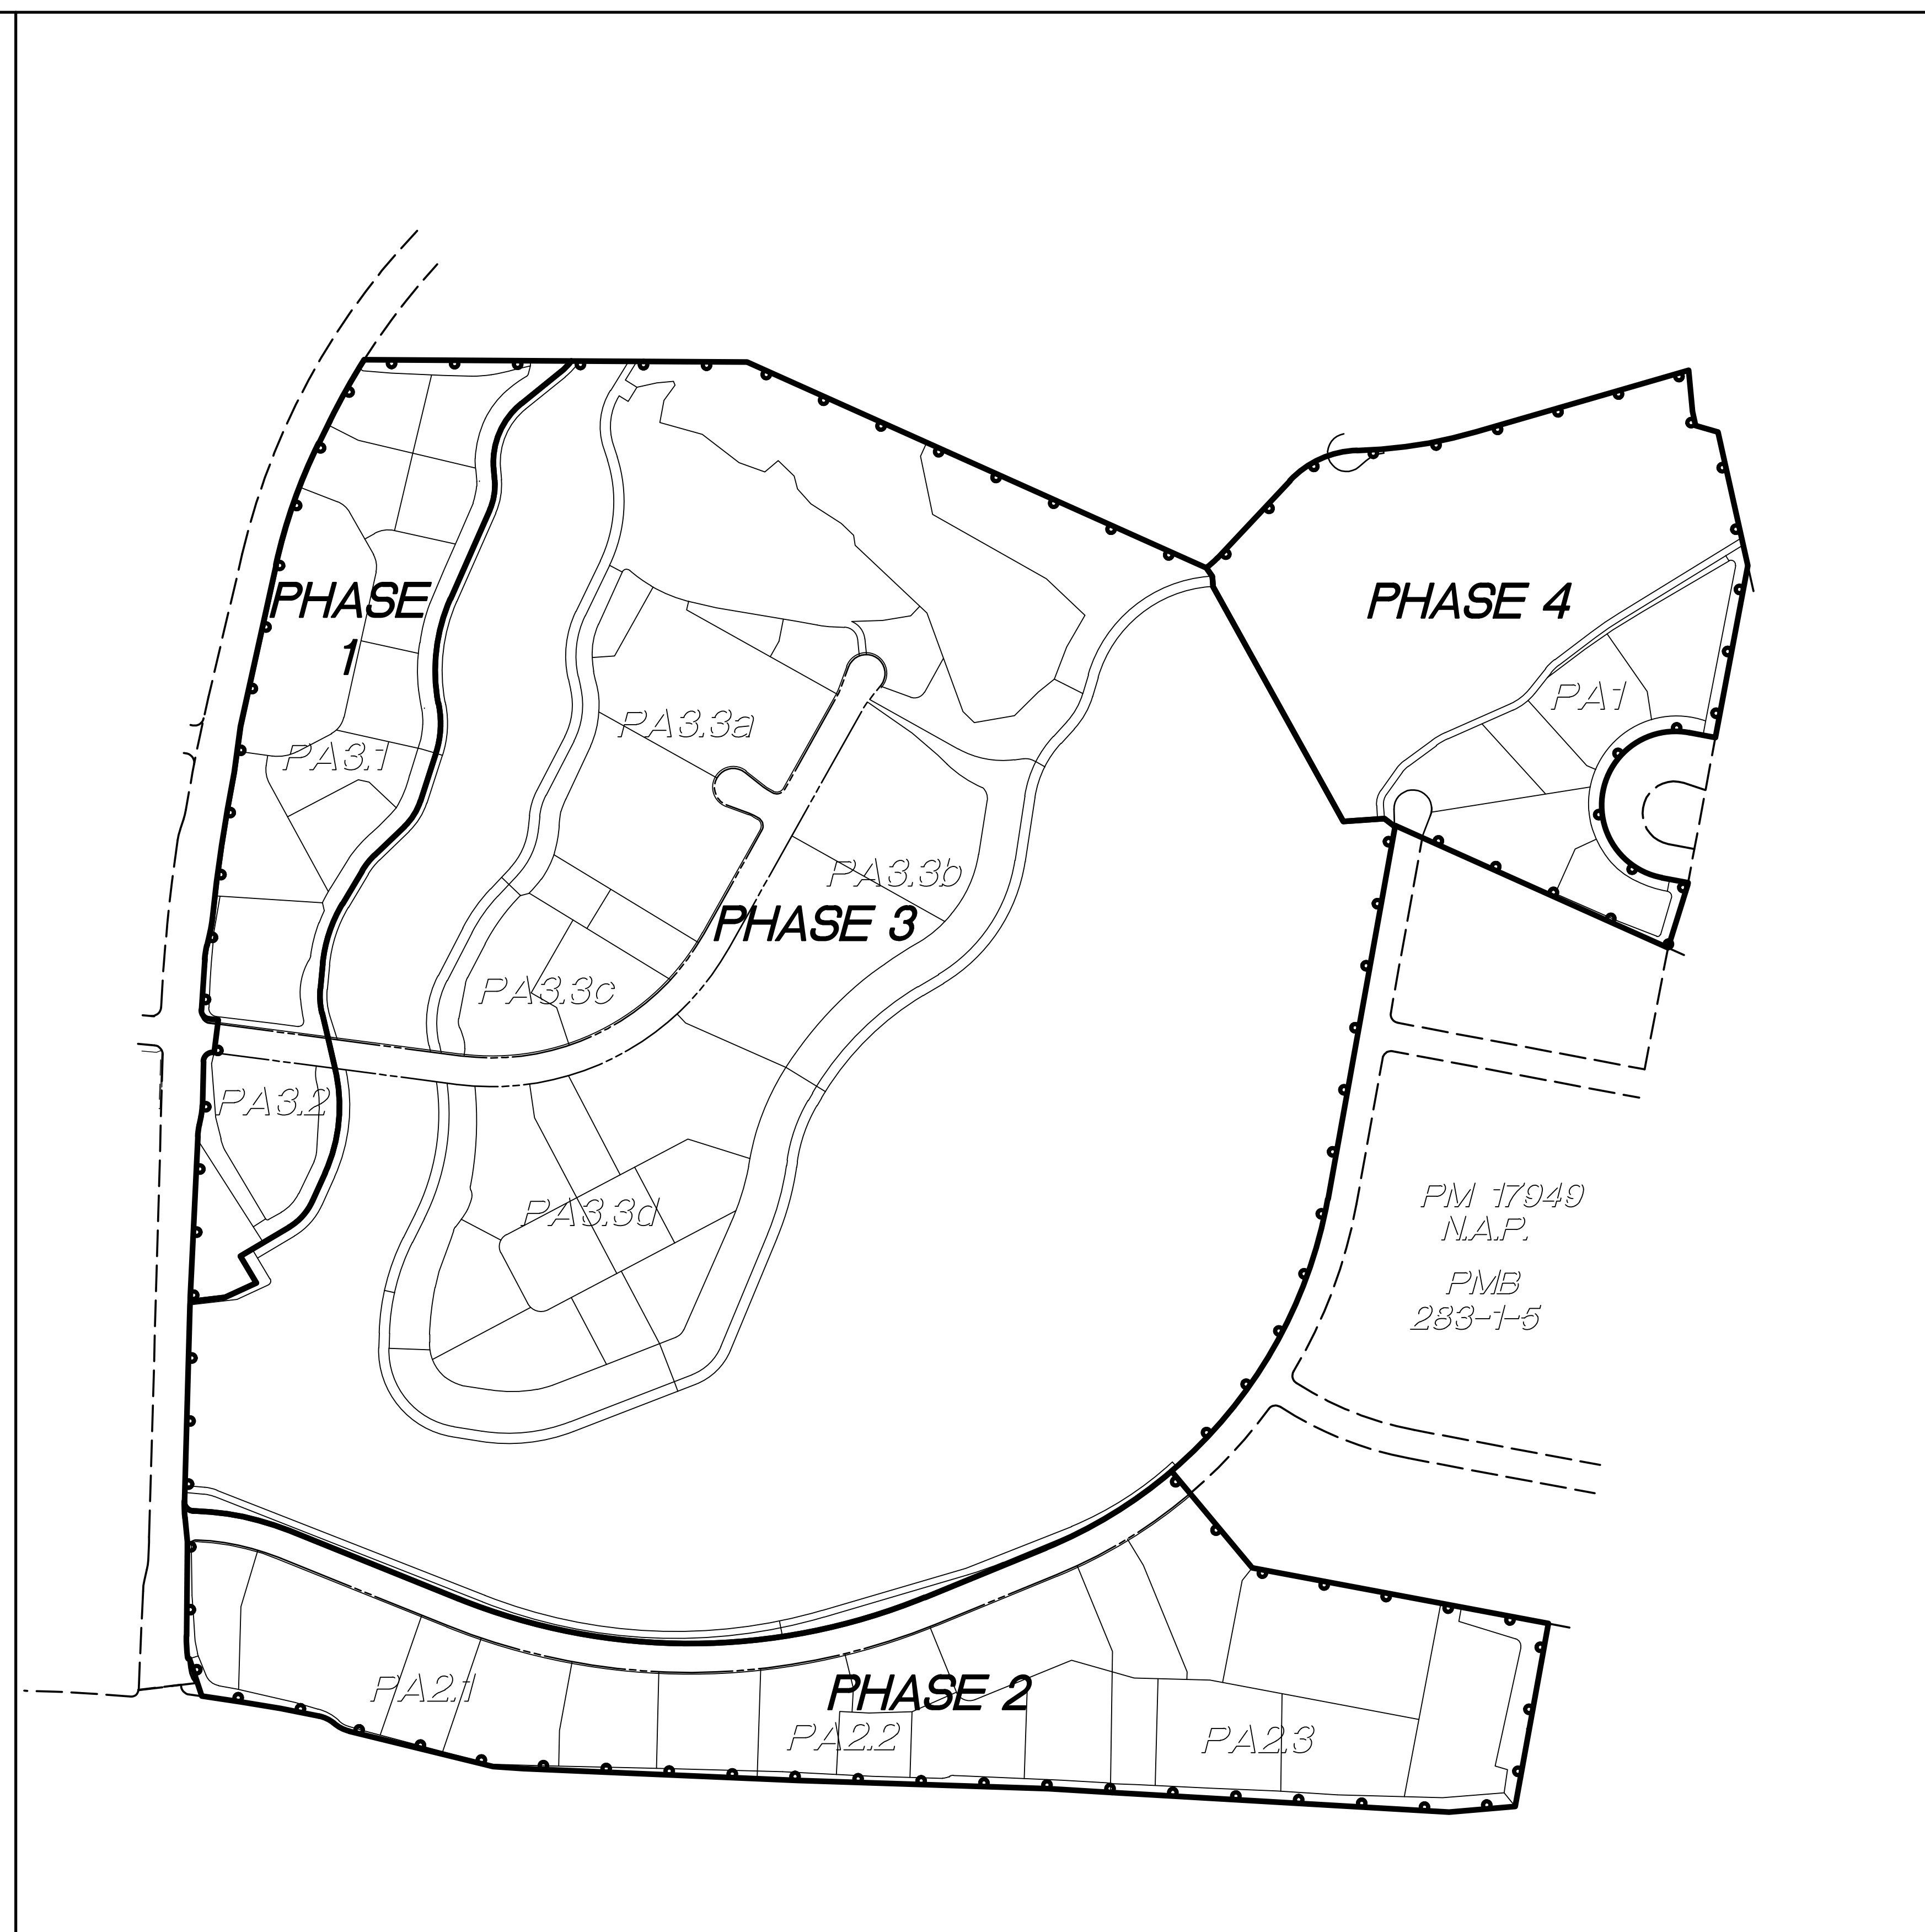 PHASE
1
PHASE 4
PA1
PA3.3a
PA3.1
PA3.3b
PHASE 3
PA3.3c
PA3.2
PA3.3d
PM 17949
N.A.P.
PMB
283-1-5
PA2.1
PHASE 2
PA2.2
PA2.3